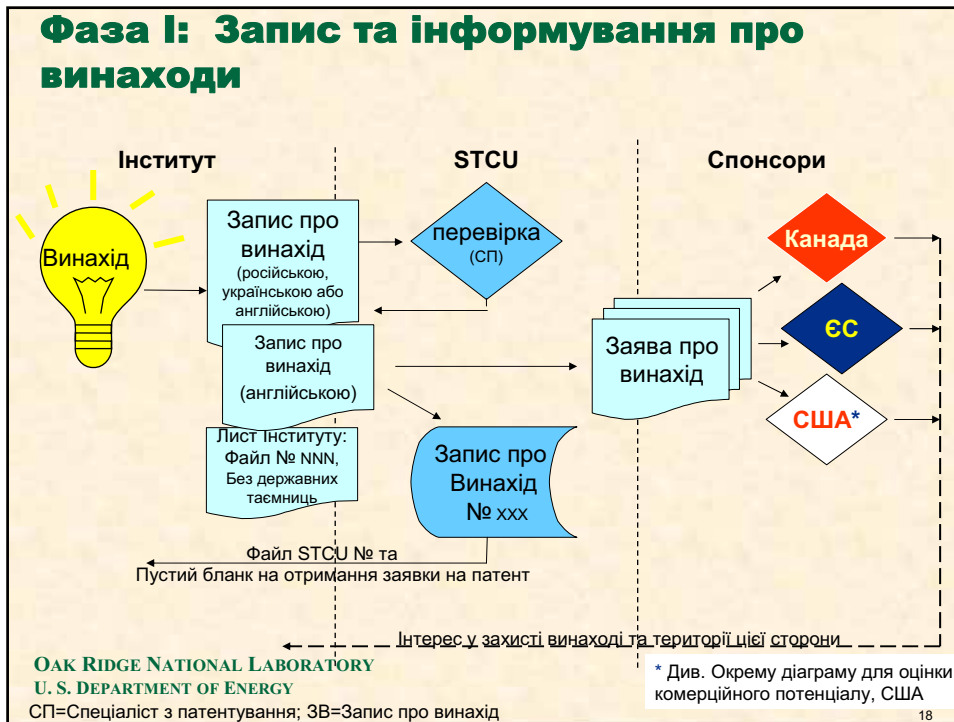 Фаза I: Запис та інформування про
винаходи
Інститут
STCU
Спонсори
Винахід
Запис про
винахід
(російською,
українською або
англійською)
перевірка
(СП)
Канада
ЄС
США*
Запис про
винахід
(англійською)
Заява про
винахід
Лист Інституту:
Файл № NNN,
Без державних
таємниць
Запис про
Винахід
№ xxx
Файл STCU № та
Пустий бланк на отримання заявки на патент
Інтерес у захисті винаході та території цієї сторони
OAK RIDGE NATIONAL LABORATORY
U. S. DEPARTMENT OF ENERGY
* Див. Окрему діаграму для оцінки
комерційного потенціалу, США
СП=Спеціаліст з патентування; ЗВ=Запис про винахід
18